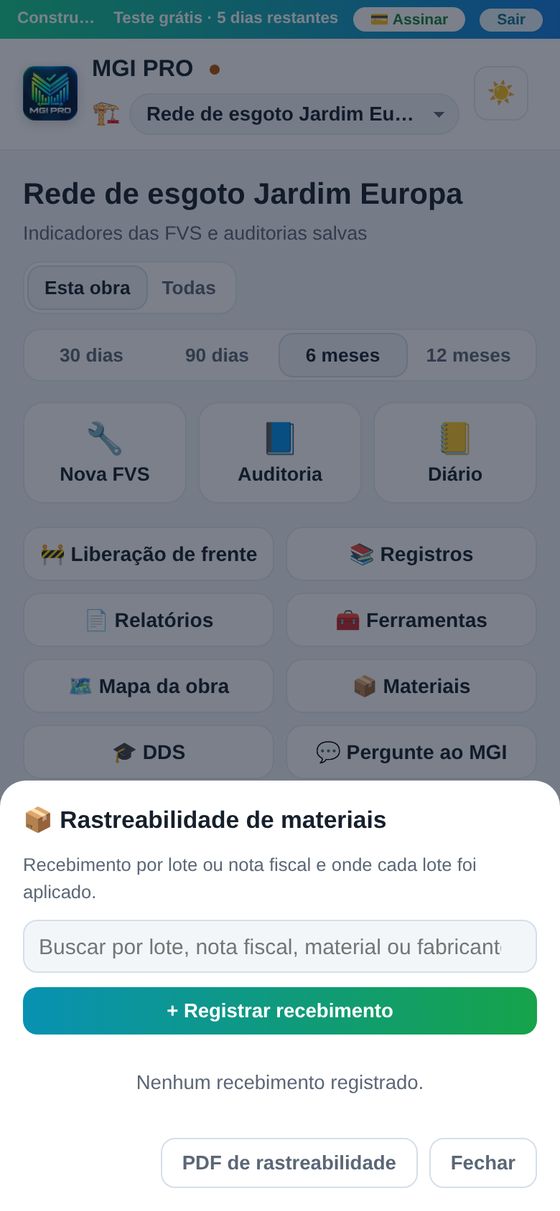 Constru... Teste grátis · 5 dias restantes 💳 Assinar Sair
MGI PRO
MGI PRO
Rede de esgoto Jardim Eu...
Rede de esgoto Jardim Europa
Indicadores das FVS e auditorias salvas
Esta obra Todas
30 dias 90 dias 6 meses 12 meses
Nova FVS Auditoria Diário
Liberação de frente Registros
Relatórios Ferramentas
Mapa da obra Materiais
DDS Pergunte ao MGI
Rastreabilidade de materiais
Recebimento por lote ou nota fiscal e onde cada lote foi
aplicado.
Buscar por lote, nota fiscal, material ou fabricant
+ Registrar recebimento
Nenhum recebimento registrado.
PDF de rastreabilidade Fechar